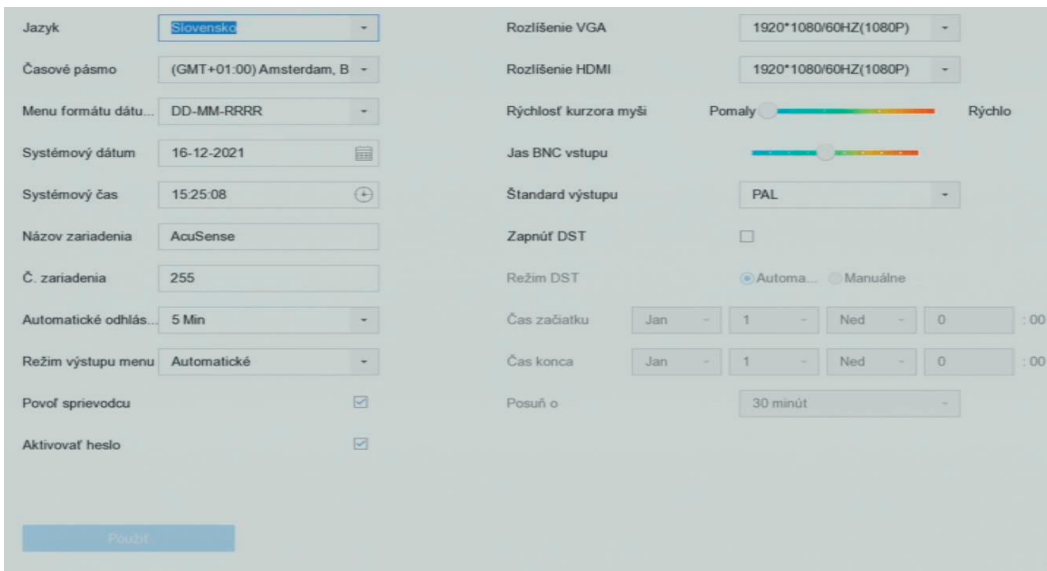 Jazyk Slovensko
Časové pásmo (GMT+01:00) Amsterdam, B
Menu formátu dátu... DD-MM-RRRR
Systémový dátum 16-12-2021
Systémový čas 15:25:08
Názov zariadenia AcuSense
Č. zariadenia 255
Automatické odhlás... 5 Min
Režim výstupu menu Automatické
Povoľ sprievodcu
Aktivovať heslo
Použiť
Rozlíšenie VGA 1920*1080/60HZ(1080P)
Rozlíšenie HDMI 1920*1080/60HZ(1080P)
Rýchlosť kurzora myši Pomaly Rýchlo
Jas BNC vstupu
Štandard výstupu PAL
Zapnúť DST
Režim DST Automa... Manuálne
Čas začiatku Jan 1 Ned 0 : 00
Čas konca Jan 1 Ned 0 : 00
Posuň o 30 minút